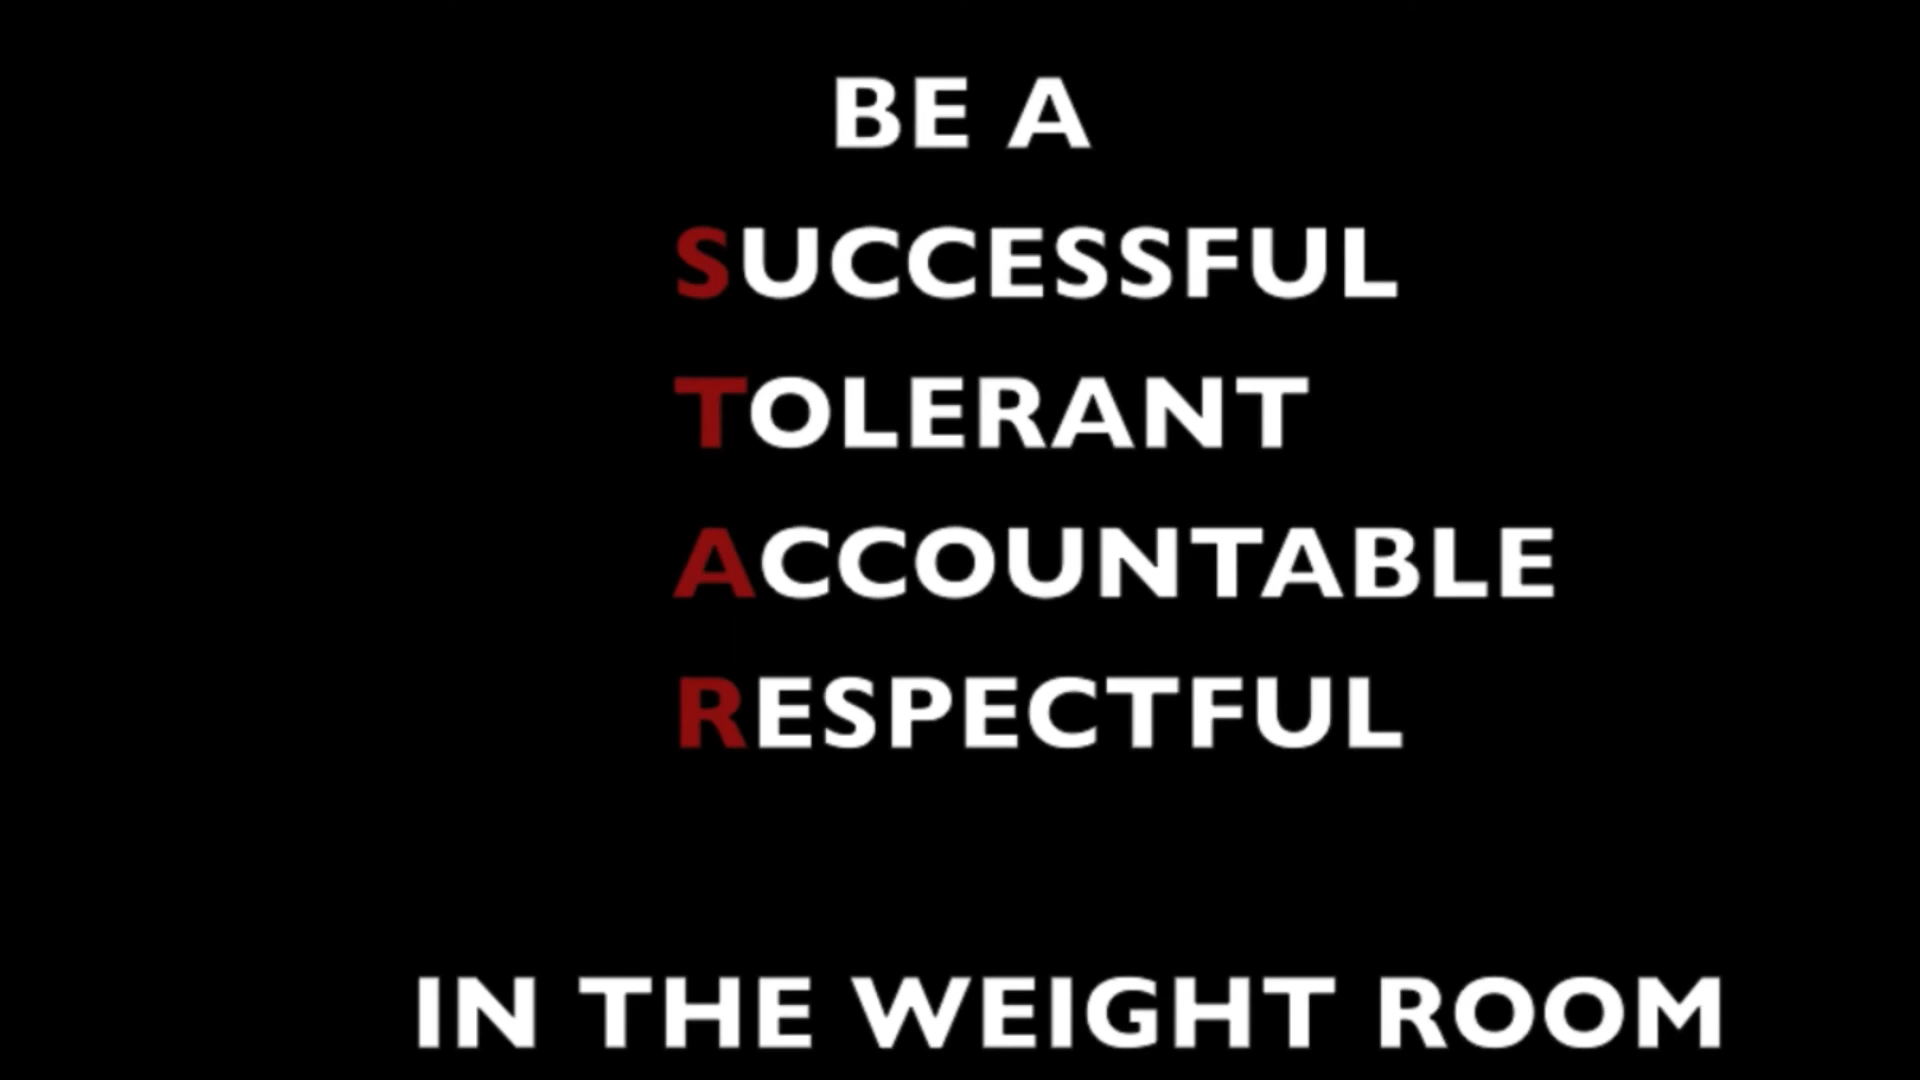 BE A
SUCCESSFUL
TOLERANT
ACCOUNTABLE
RESPECTFUL
IN THE WEIGHT ROOM